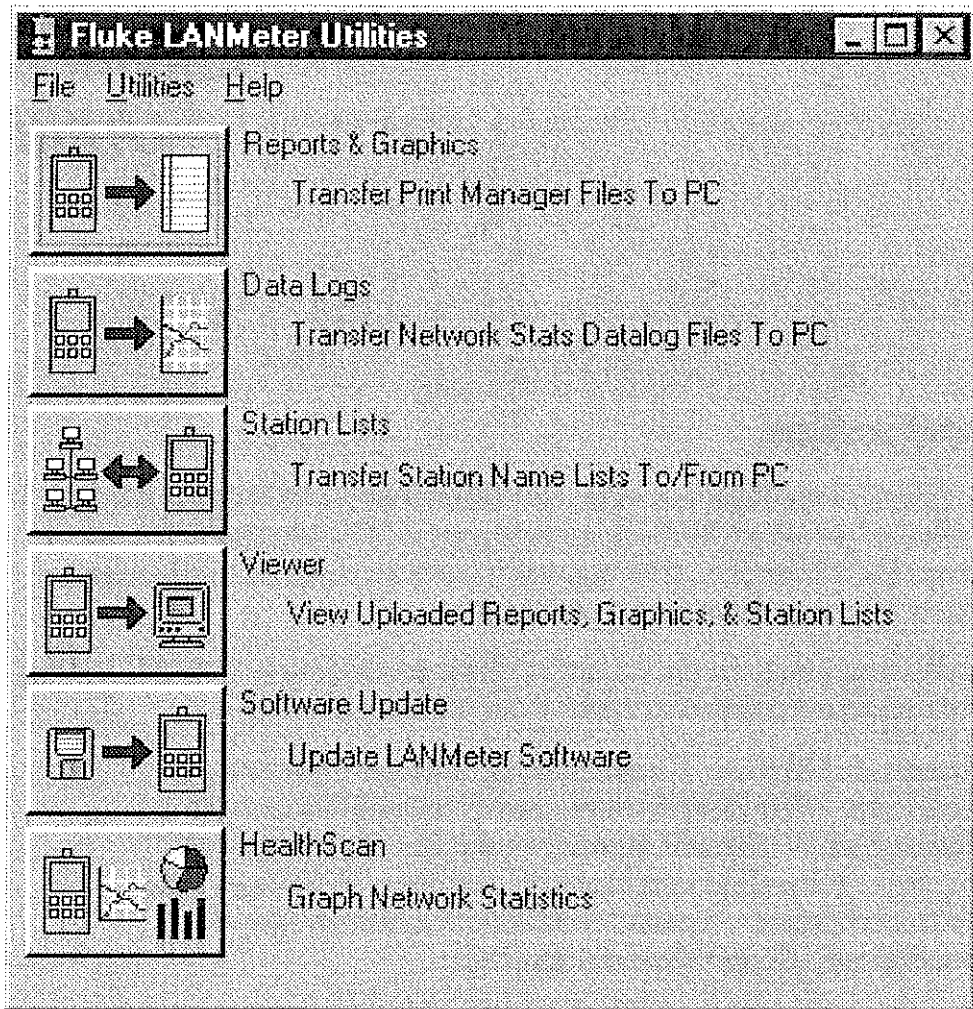 Fluke LANMeter Utilities
File Utilities Help
Reports & Graphics
Transfer Print Manager Files To PC
Data Logs
Transfer Network Stats Datalog Files To PC
Station Lists
Transfer Station Name Lists To/From PC
Viewer
View Uploaded Reports, Graphics, & Station Lists
Software Update
Update LANMeter Software
HealthScan
Graph Network Statistics